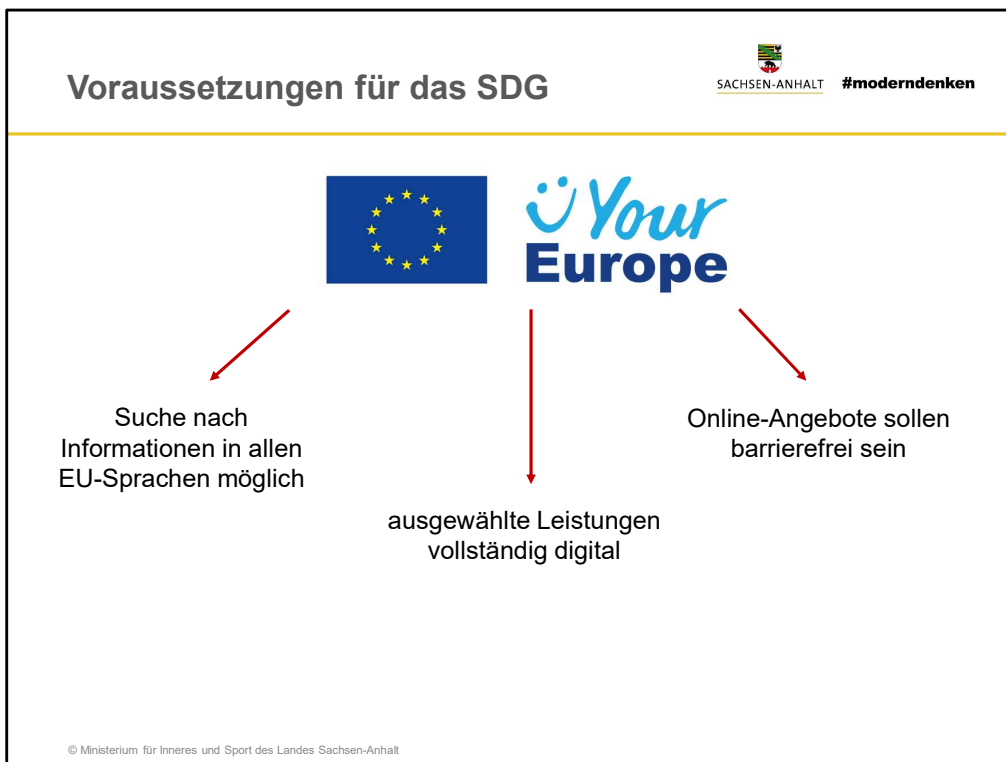 Voraussetzungen für das SDG
SACHSEN-ANHALT #moderndenken
Your
Europe
Suche nach
Informationen in allen
EU-Sprachen möglich
ausgewählte Leistungen
vollständig digital
Online-Angebote sollen
barrierefrei sein
© Ministerium für Inneres und Sport des Landes Sachsen-Anhalt